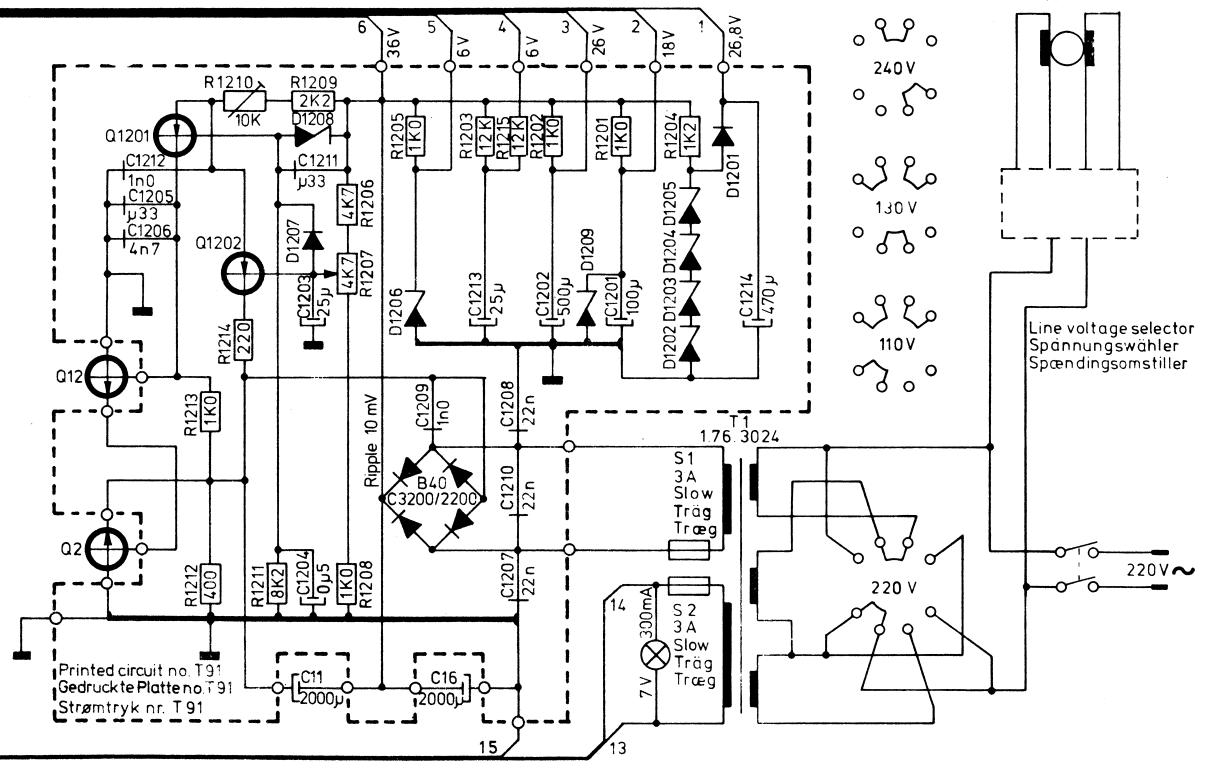 6
5
4
3
2
1
36V
6V
6V
26V
18V
26,8V
R1210
10K
R1209
2K2
D1208
Q1201
C1212
1n0
C1205
µ33
C1206
4n7
C1211
µ33
R1206
4K7
R1207
4K7
Q1202
D1207
C1203
25µ
R1205
1K0
R1203
12K
R1215
12K
R1202
1K0
R1201
1K0
R1204
1K2
D1201
D1205
D1204
D1203
D1202
D1209
D1206
C1213
25µ
C1202
500µ
C1201
100µ
C1214
470µ
R1214
220
Q12
R1213
1K0
Q2
R1212
400
R1211
8K2
C1204
0µ5
1K0
R1208
Ripple 10 mV
C1209
1n0
C1208
22n
B40
C3200/2200
C1210
22n
C1207
22n
Printed circuit no. T91
Gedruckte Platte no. T91
Strømtryk nr. T 91
C11
2000µ
C16
2000µ
15
14
13
T1
1.76.3024
S1
3A
Slow
Träg
Træg
S2
3A
Slow
Träg
Træg
300mA
7V
240V
130V
110V
220V
Line voltage selector
Spannungswähler
Spændingsomstiller
220V~